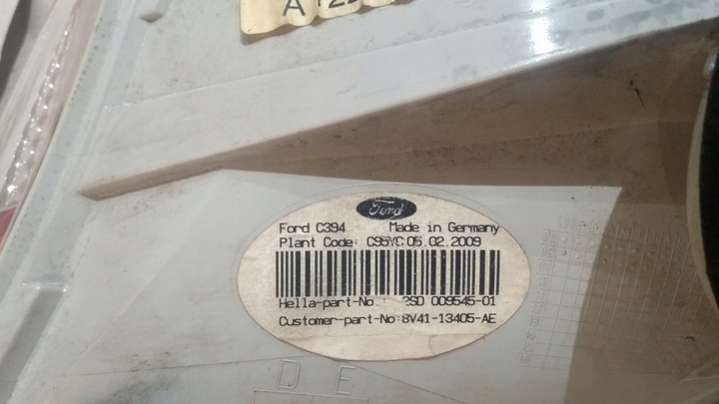 Ford
Ford C394 Made in Germany
Plant Code: C95YC 05.02.2009
Hella-part-No.: 2SD 009545-01
Customer-part-No:8V41-13405-AE
D E